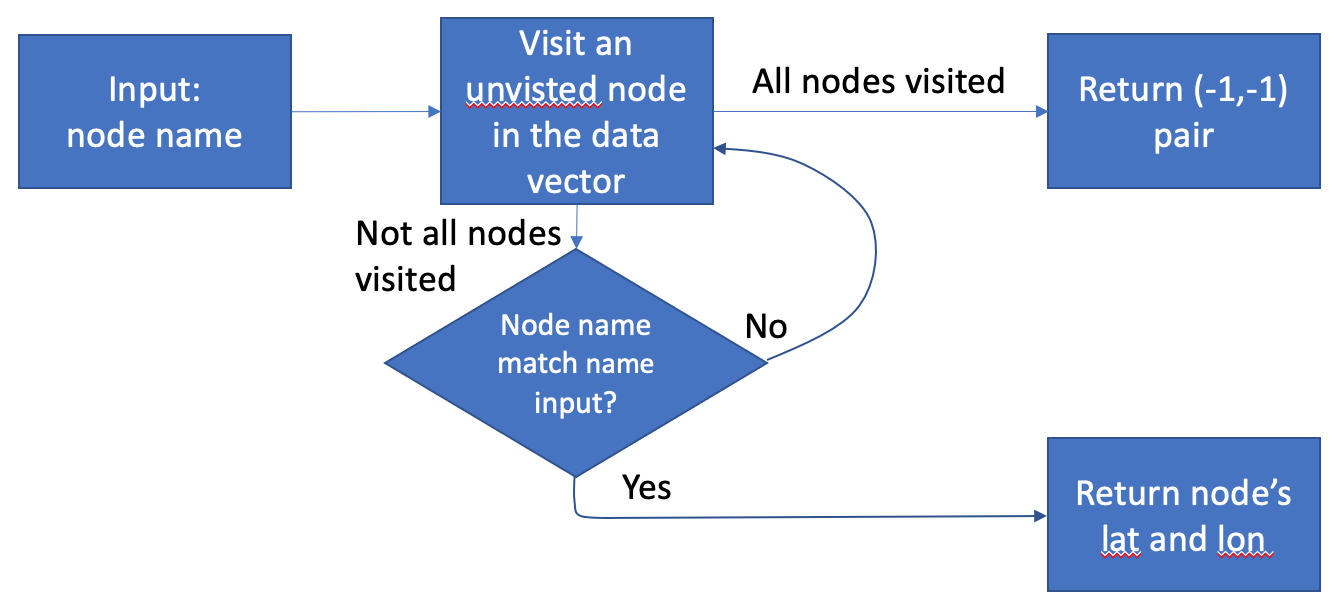 Input:
node name
Visit an
unvisted node
in the data
vector
All nodes visited
Return (-1,-1)
pair
Not all nodes
visited
Node name
match name
input?
No
Yes
Return node’s
lat and lon